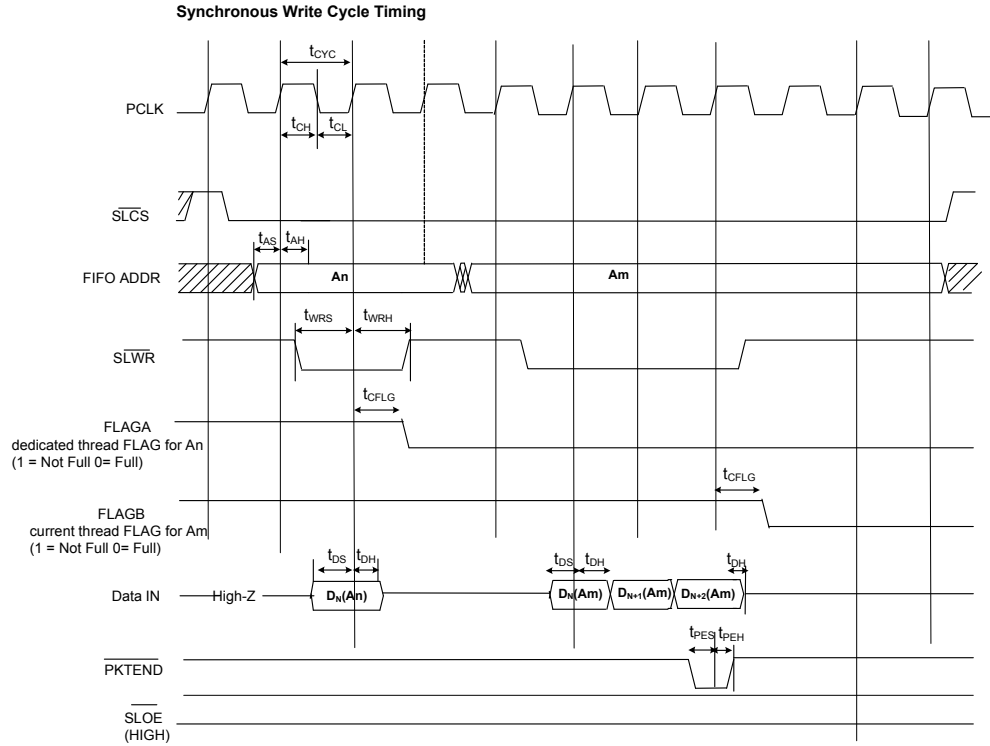 Synchronous Write Cycle Timing
tCYC
PCLK
tCH
tCL
SLCS
tAS
tAH
FIFO ADDR
An
Am
tWRS
tWRH
SLWR
tCFLG
FLAGA
dedicated thread FLAG for An
(1 = Not Full 0= Full)
tCFLG
FLAGB
current thread FLAG for Am
(1 = Not Full 0= Full)
tDS
tDH
tDS
tDH
tDH
Data IN
High-Z
DN(An)
DN(Am)
DN+1(Am)
DN+2(Am)
tPES
tPEH
PKTEND
SLOE
(HIGH)